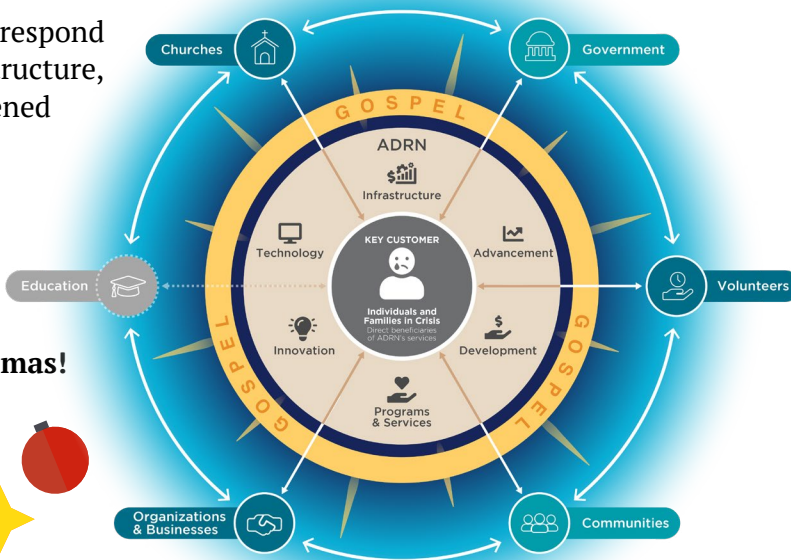 respond
ructure,
ened
mas!
Churches
Government
GOSPEL
ADRN
Infrastructure
Technology
Advancement
KEY CUSTOMER
Individuals and
Families in Crisis
Direct beneficiaries
of ADRN's services
Education
Volunteers
Innovation
Development
GOSPEL
GOSPEL
Programs
& Services
Organizations
& Businesses
Communities